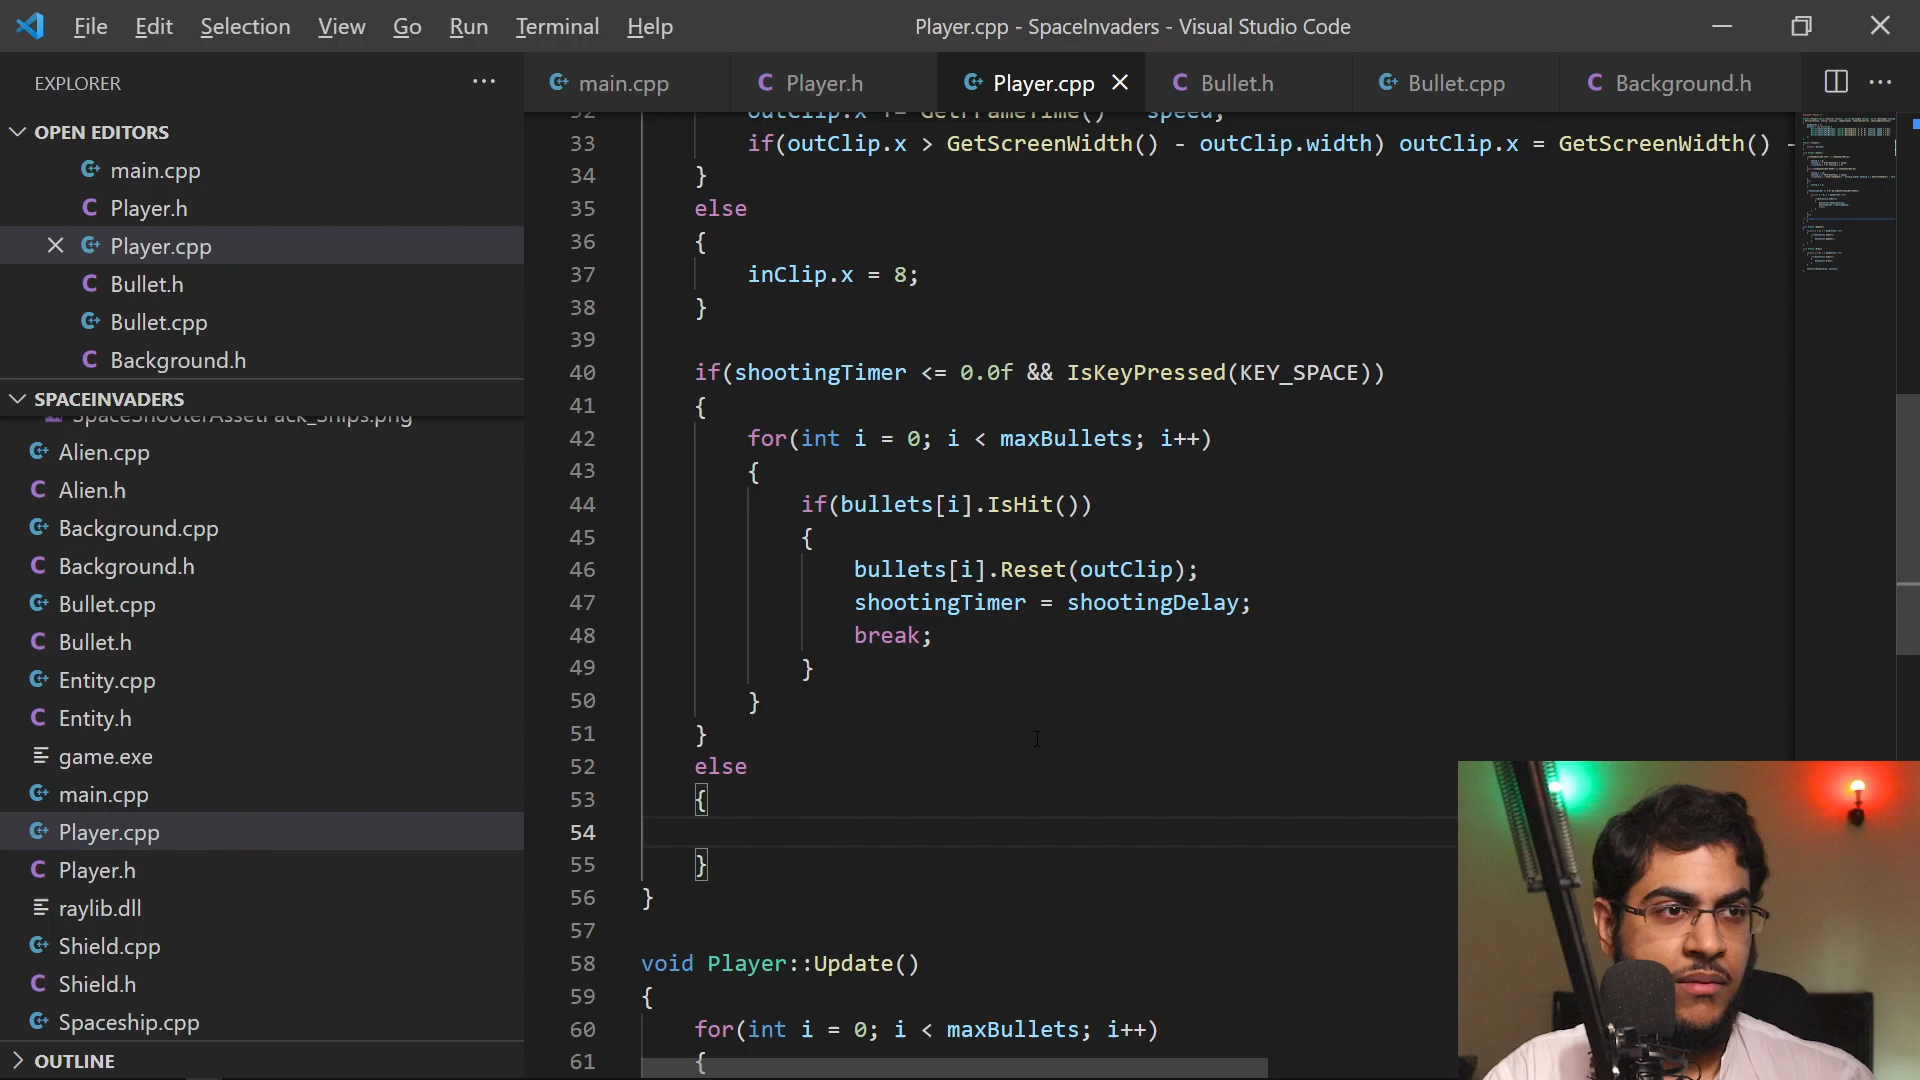 File Edit Selection View Go Run Terminal Help
Player.cpp - SpaceInvaders - Visual Studio Code
EXPLORER
main.cpp Player.h Player.cpp Bullet.h Bullet.cpp Background.h
OPEN EDITORS
main.cpp
Player.h
Player.cpp
Bullet.h
Bullet.cpp
Background.h
SPACEINVADERS
SpaceShooterAssetPack_Ships.png
Alien.cpp
Alien.h
Background.cpp
Background.h
Bullet.cpp
Bullet.h
Entity.cpp
Entity.h
game.exe
main.cpp
Player.cpp
Player.h
raylib.dll
Shield.cpp
Shield.h
Spaceship.cpp
OUTLINE
32 outClip.x += GetFrameTime() * speed;
33 if(outClip.x > GetScreenWidth() - outClip.width) outClip.x = GetScreenWidth() -
34 }
35 else
36 {
37 inClip.x = 8;
38 }
39
40 if(shootingTimer <= 0.0f && IsKeyPressed(KEY_SPACE))
41 {
42 for(int i = 0; i < maxBullets; i++)
43 {
44 if(bullets[i].IsHit())
45 {
46 bullets[i].Reset(outClip);
47 shootingTimer = shootingDelay;
48 break;
49 }
50 }
51 }
52 else
53 {
54
55 }
56 }
57
58 void Player::Update()
59 {
60 for(int i = 0; i < maxBullets; i++)
61 {